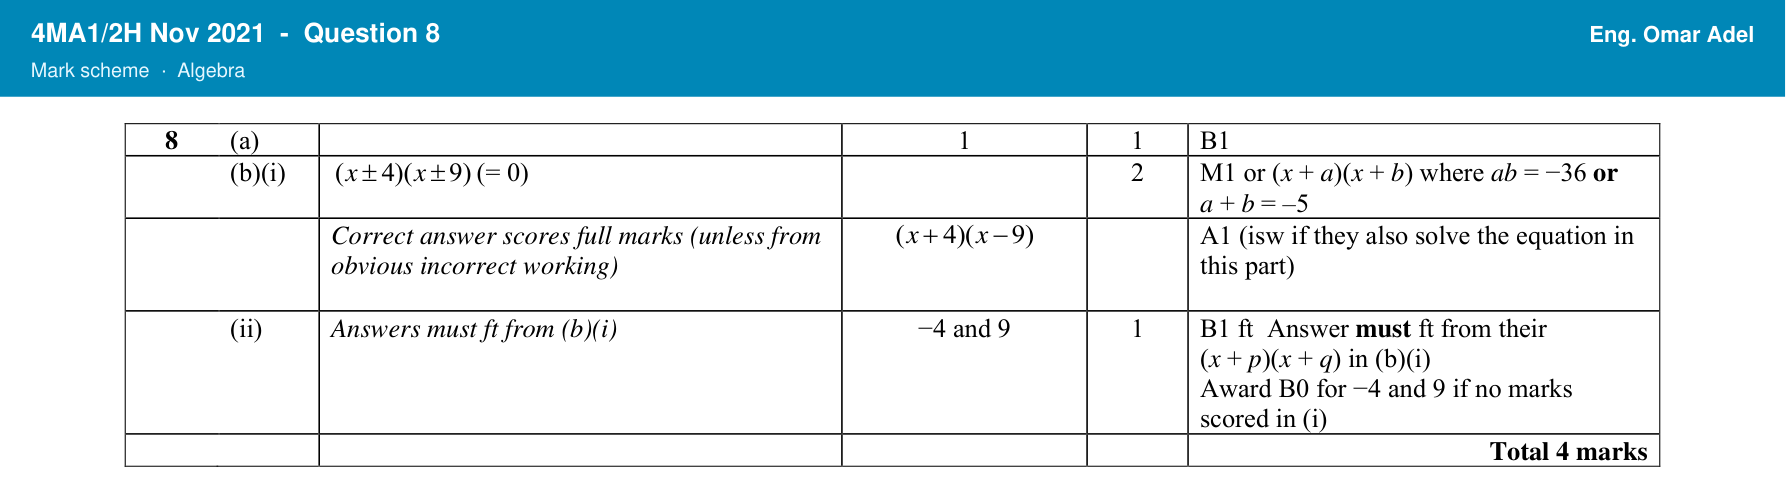 4MA1/2H Nov 2021 - Question 8
Eng. Omar Adel
Mark scheme · Algebra
8 (a) 1 1 B1
(b)(i) (x ± 4)(x ± 9) (= 0) 2 M1 or (x + a)(x + b) where ab = −36 or
a + b = –5
Correct answer scores full marks (unless from (x + 4)(x − 9) A1 (isw if they also solve the equation in
obvious incorrect working) this part)
(ii) Answers must ft from (b)(i) −4 and 9 1 B1 ft Answer must ft from their
(x + p)(x + q) in (b)(i)
Award B0 for −4 and 9 if no marks
scored in (i)
Total 4 marks